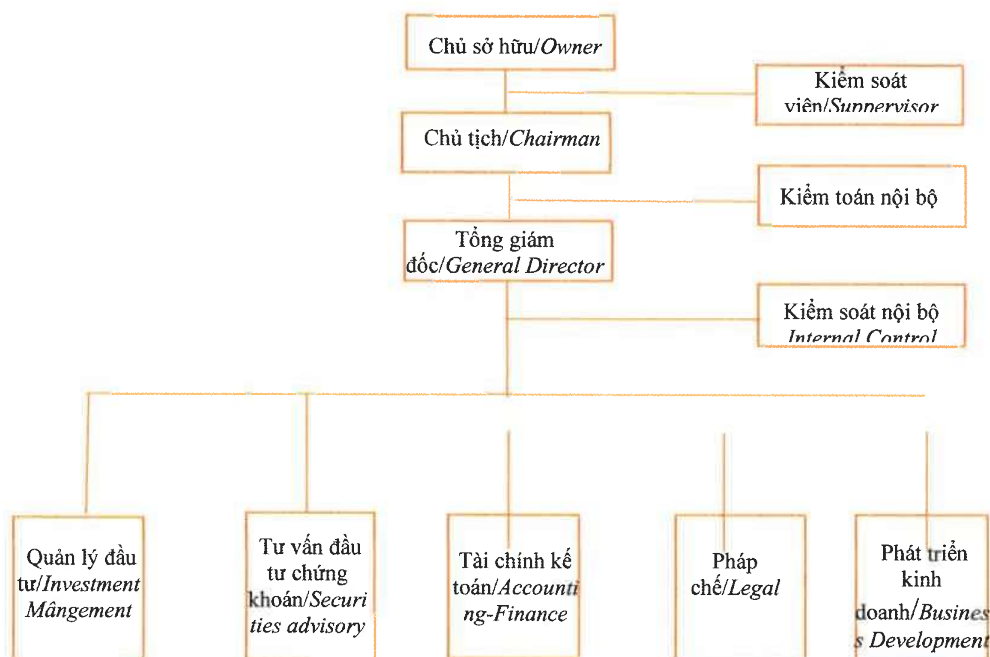 Chủ sở hữu/Owner
Kiểm soát
viên/Suppervisor
Chủ tịch/Chairman
Kiểm toán nội bộ
Tổng giám
đốc/General Director
Kiểm soát nội bộ
Internal Control
Quản lý đầu
tư/Investment
Mângement
Tư vấn đầu
tư chứng
khoán/Securi
ties advisory
Tài chính kế
toán/Accounti
ng-Finance
Pháp
chế/Legal
Phát triển
kinh
doanh/Busines
s Development